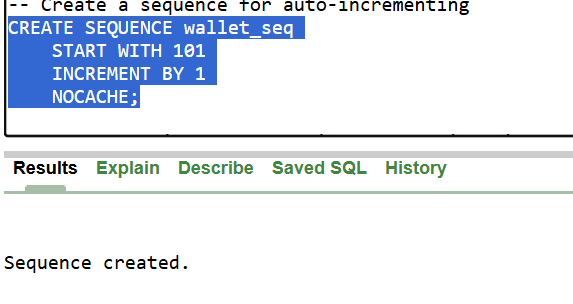 -- Create a sequence for auto-incrementing
CREATE SEQUENCE wallet_seq
    START WITH 101
    INCREMENT BY 1
    NOCACHE;
Results Explain Describe Saved SQL History
Sequence created.